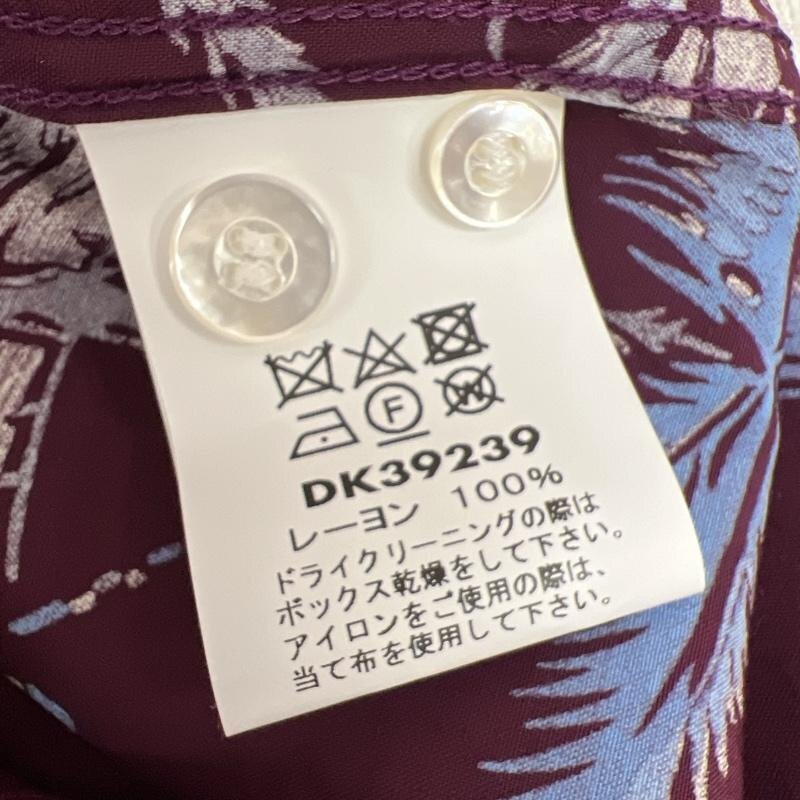 F W
DK39239
レーヨン 100%
ドライクリーニングの際は
ボックス乾燥をして下さい。
アイロンをご使用の際は、
当て布を使用して下さい。